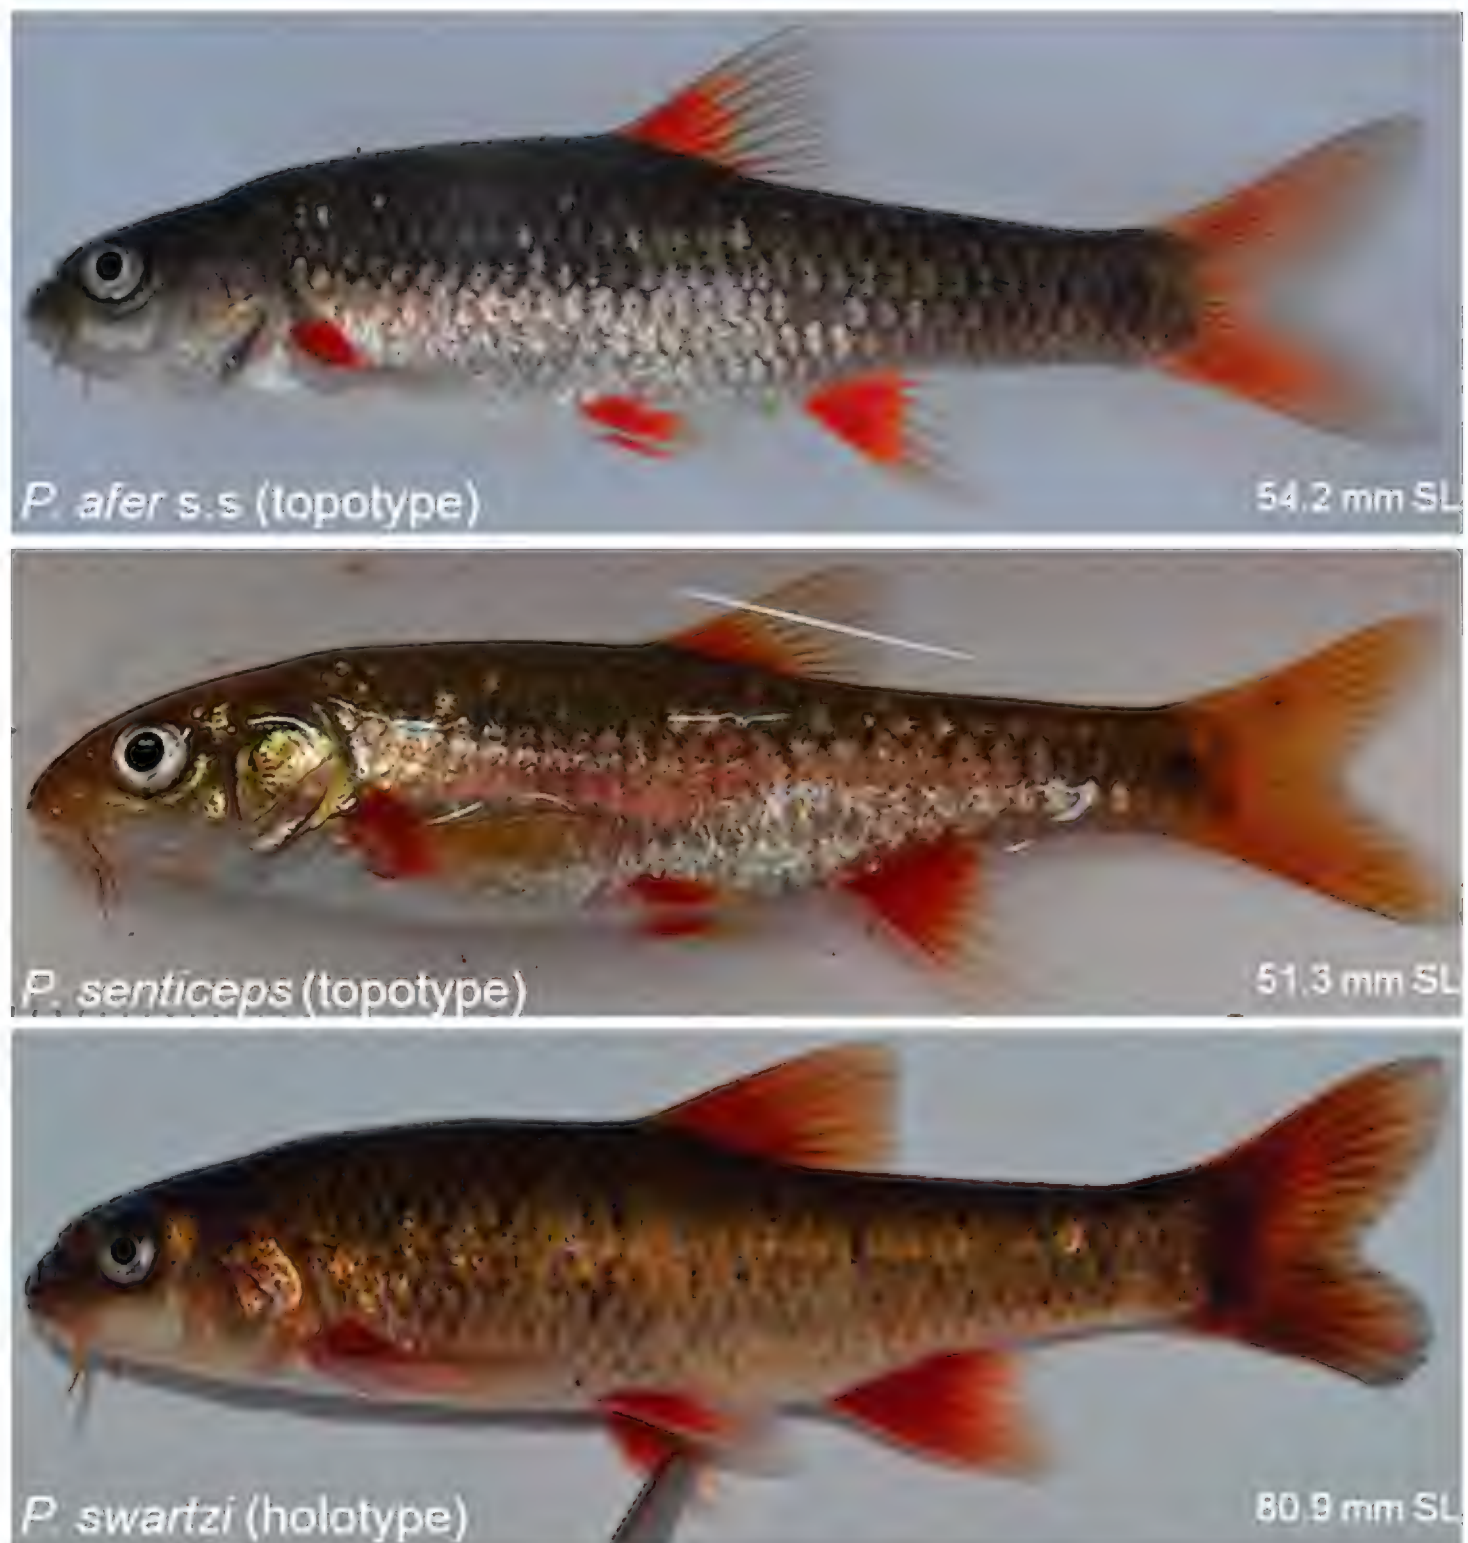 P. afer s.s (topotype)
54.2 mm SL
P. senticeps (topotype)
51.3 mm SL
P. swartzi (holotype)
80.9 mm SL